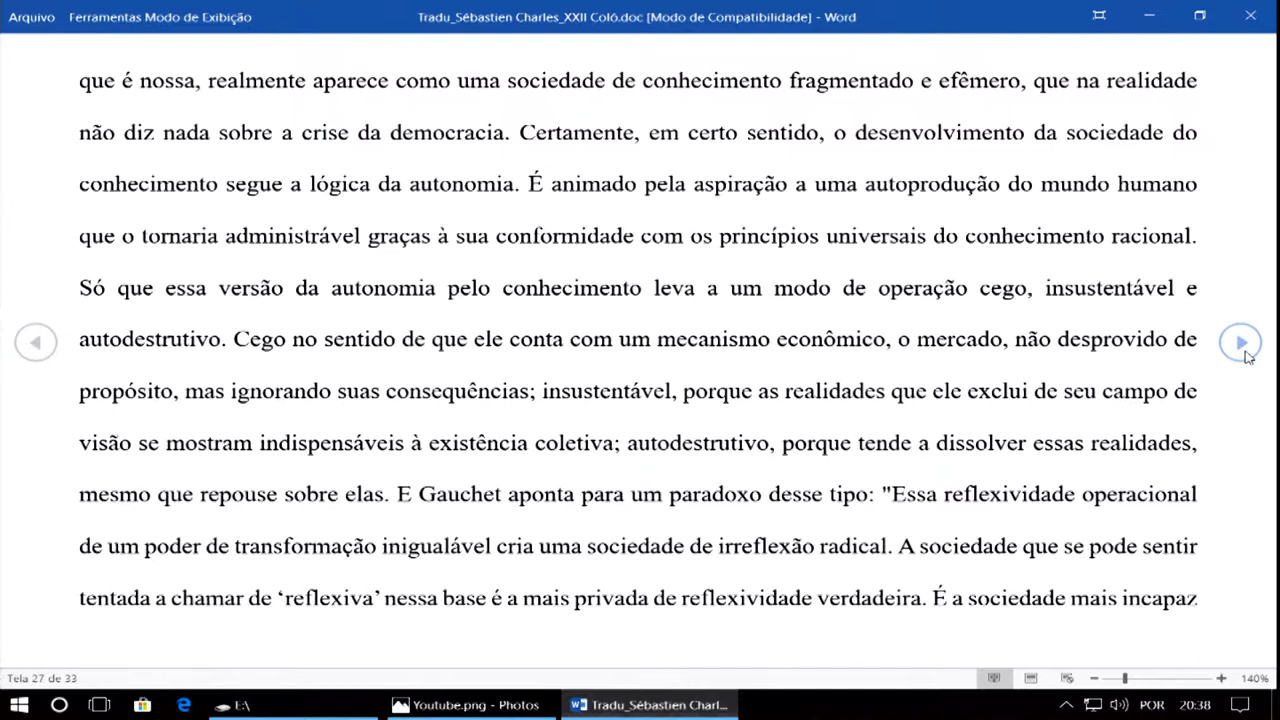 Arquivo Ferramentas Modo de Exibição
Tradu_Sébastien Charles_XXII Coló.doc [Modo de Compatibilidade] - Word
que é nossa, realmente aparece como uma sociedade de conhecimento fragmentado e efêmero, que na realidade
não diz nada sobre a crise da democracia. Certamente, em certo sentido, o desenvolvimento da sociedade do
conhecimento segue a lógica da autonomia. É animado pela aspiração a uma autoprodução do mundo humano
que o tornaria administrável graças à sua conformidade com os princípios universais do conhecimento racional.
Só que essa versão da autonomia pelo conhecimento leva a um modo de operação cego, insustentável e
autodestrutivo. Cego no sentido de que ele conta com um mecanismo econômico, o mercado, não desprovido de
propósito, mas ignorando suas consequências; insustentável, porque as realidades que ele exclui de seu campo de
visão se mostram indispensáveis à existência coletiva; autodestrutivo, porque tende a dissolver essas realidades,
mesmo que repouse sobre elas. E Gauchet aponta para um paradoxo desse tipo: "Essa reflexividade operacional
de um poder de transformação inigualável cria uma sociedade de irreflexão radical. A sociedade que se pode sentir
tentada a chamar de ‘reflexiva’ nessa base é a mais privada de reflexividade verdadeira. É a sociedade mais incapaz
Tela 27 de 33
140%
E:\
Youtube.png - Photos
Tradu_Sébastien Charl...
POR
20:38